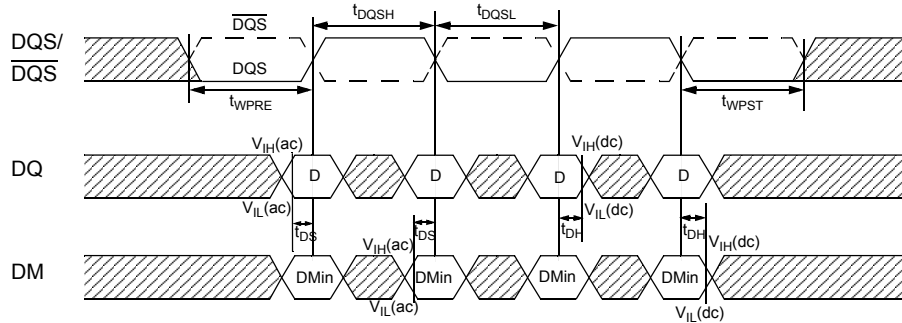 DQS/
DQS
DQS
DQS
tDQSH
tDQSL
tWPRE
tWPST
DQ
VIH(ac)
VIL(ac)
D
D
D
D
VIH(dc)
VIL(dc)
tDS
tDS
tDH
tDH
DM
VIH(ac)
VIL(ac)
DMin
DMin
DMin
DMin
VIH(dc)
VIL(dc)